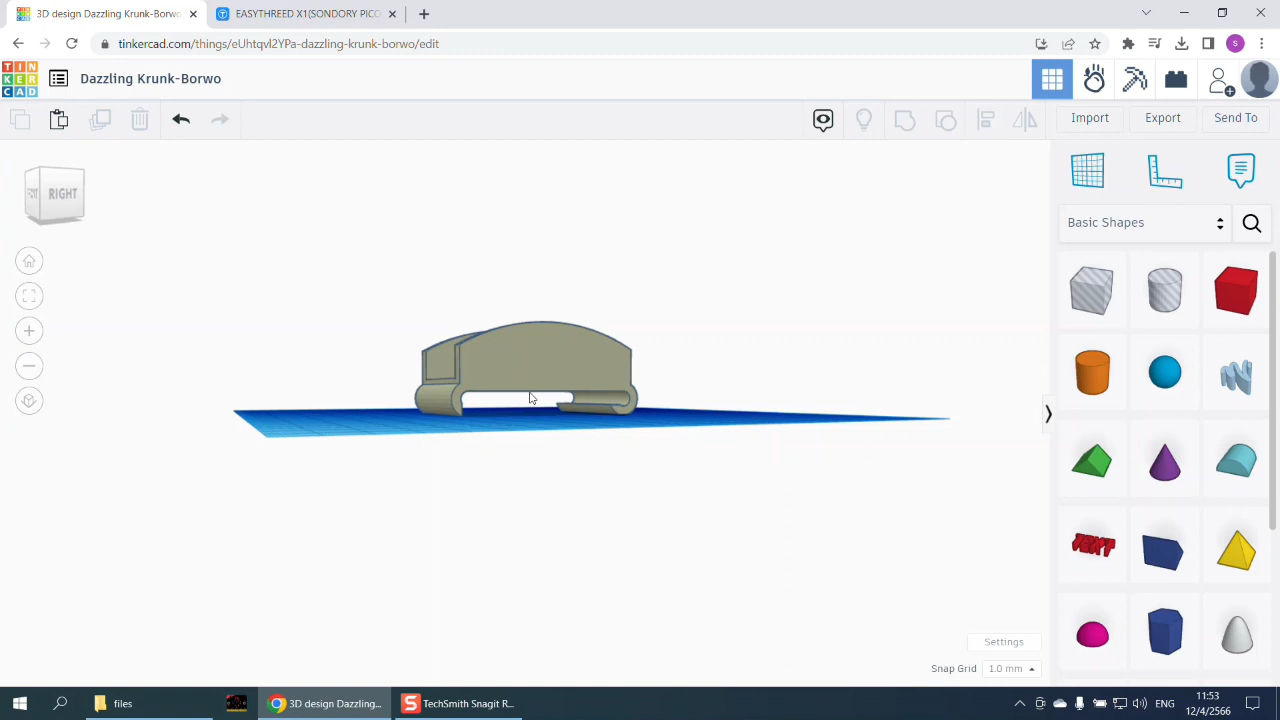 3D design Dazzling Krunk-Borwo
EASYTHREED X1(SONDORY PICO
tinkercad.com/things/eUhtqvl2YPa-dazzling-krunk-borwo/edit
S
TIN
KER
CAD
Dazzling Krunk-Borwo
Import
Export
Send To
RIGHT
Basic Shapes
TEXT
Settings
Snap Grid
1.0 mm
files
3D design Dazzling...
S
TechSmith Snagit R...
11:53
12/4/2566